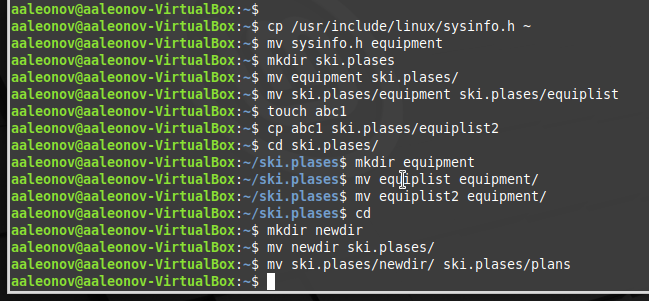 aaleonov@aaleonov-VirtualBox:~$
aaleonov@aaleonov-VirtualBox:~$ cp /usr/include/linux/sysinfo.h ~
aaleonov@aaleonov-VirtualBox:~$ mv sysinfo.h equipment
aaleonov@aaleonov-VirtualBox:~$ mkdir ski.plases
aaleonov@aaleonov-VirtualBox:~$ mv equipment ski.plases/
aaleonov@aaleonov-VirtualBox:~$ mv ski.plases/equipment ski.plases/equiplist
aaleonov@aaleonov-VirtualBox:~$ touch abc1
aaleonov@aaleonov-VirtualBox:~$ cp abc1 ski.plases/equiplist2
aaleonov@aaleonov-VirtualBox:~$ cd ski.plases/
aaleonov@aaleonov-VirtualBox:~/ski.plases$ mkdir equipment
aaleonov@aaleonov-VirtualBox:~/ski.plases$ mv equiplist equipment/
aaleonov@aaleonov-VirtualBox:~/ski.plases$ mv equiplist2 equipment/
aaleonov@aaleonov-VirtualBox:~/ski.plases$ cd
aaleonov@aaleonov-VirtualBox:~$ mkdir newdir
aaleonov@aaleonov-VirtualBox:~$ mv newdir ski.plases/
aaleonov@aaleonov-VirtualBox:~$ mv ski.plases/newdir/ ski.plases/plans
aaleonov@aaleonov-VirtualBox:~$